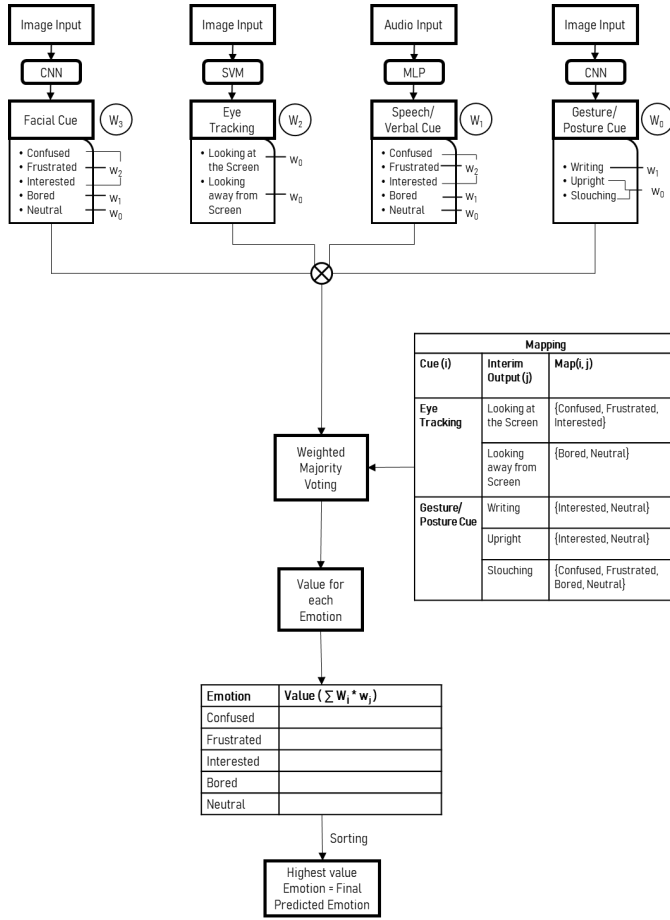 Image Input
Image Input
Audio Input
Image Input
CNN
SVM
MLP
CNN
Facial Cue
W3
Eye
Tracking
W2
Speech/
Verbal Cue
W1
Gesture/
Posture Cue
W0
• Confused
• Frustrated
• Interested
• Bored
• Neutral
w2
w1
w0
• Looking at
the Screen
• Looking
away from
Screen
w0
w0
• Confused
• Frustrated
• Interested
• Bored
• Neutral
w2
w1
w0
• Writing
• Upright
• Slouching
w1
w0
Mapping
Cue (i)
Interim
Output (j)
Map(i, j)
Eye
Tracking
Looking at
the Screen
{Confused, Frustrated,
Interested}
Looking
away from
Screen
{Bored, Neutral}
Gesture/
Posture Cue
Writing
{Interested, Neutral}
Upright
{Interested, Neutral}
Slouching
{Confused, Frustrated,
Bored, Neutral}
Weighted
Majority
Voting
Value for
each
Emotion
Emotion
Value ( ∑ Wi * wj)
Confused
Frustrated
Interested
Bored
Neutral
Sorting
Highest value
Emotion = Final
Predicted Emotion